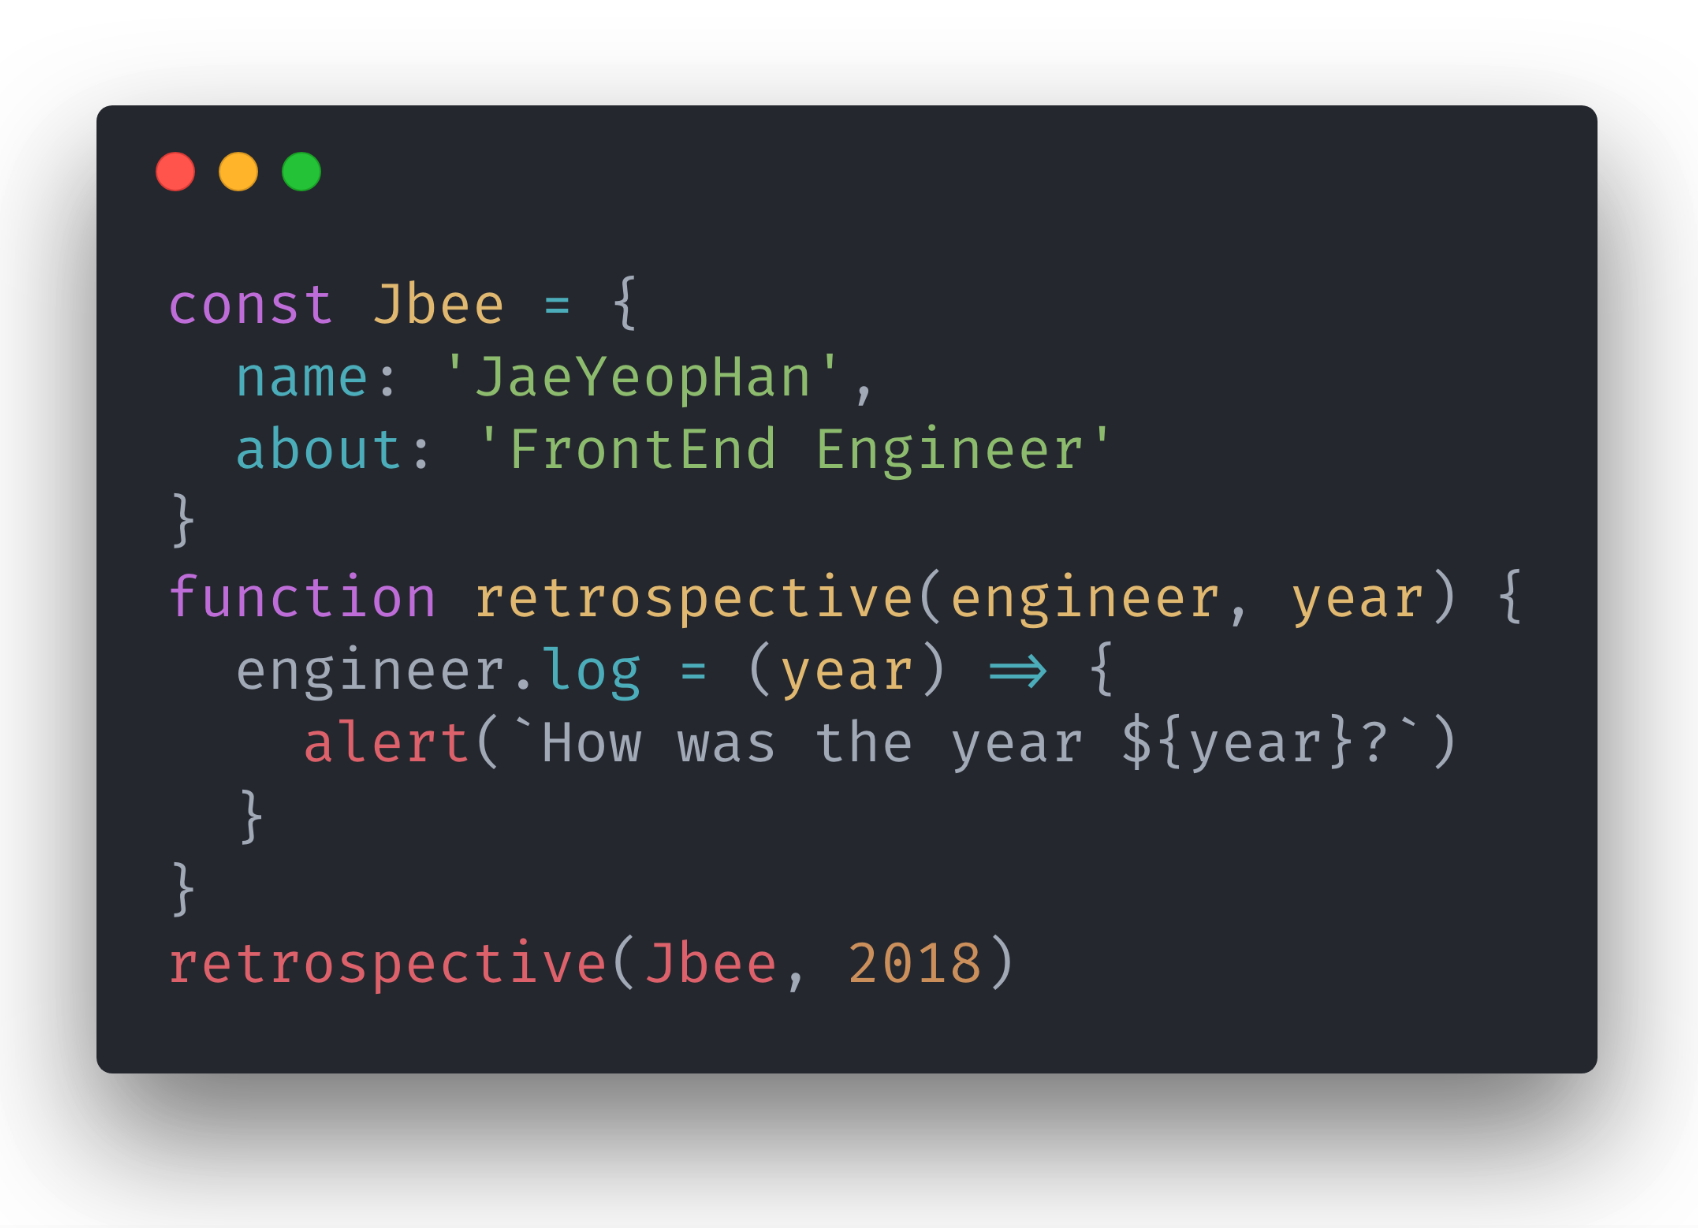 const Jbee = {
  name: 'JaeYeopHan',
  about: 'FrontEnd Engineer'
}
function retrospective(engineer, year) {
  engineer.log = (year) => {
    alert(`How was the year ${year}?`)
  }
}
retrospective(Jbee, 2018)